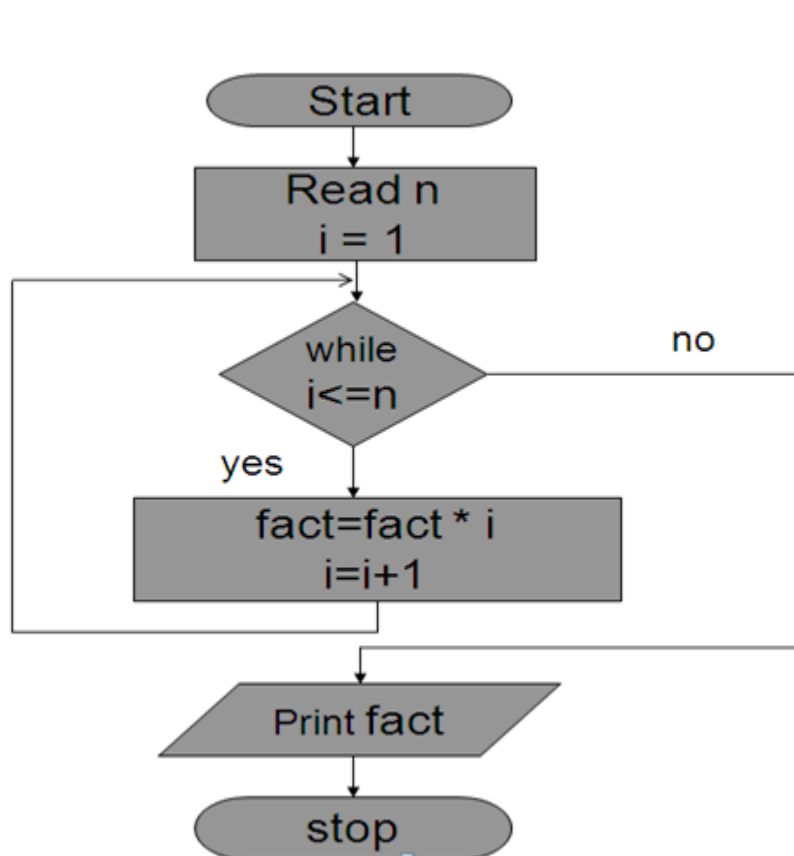 Start
Read n
i = 1
while
i<=n
no
yes
fact=fact * i
i=i+1
Print fact
stop